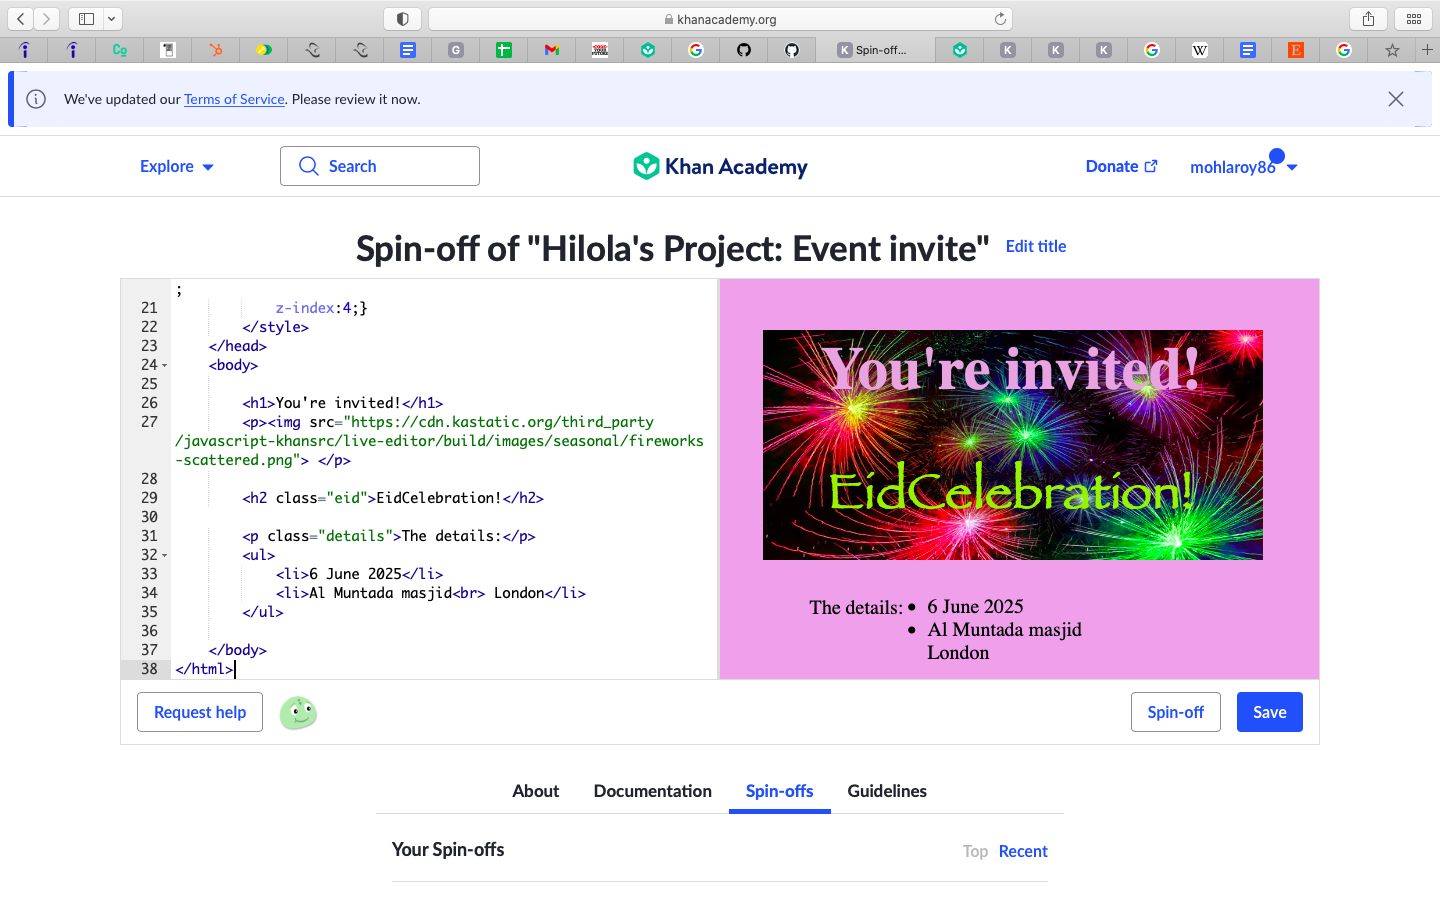 khanacademy.org
Spin-off...
We've updated our Terms of Service. Please review it now.
Explore
Search
Khan Academy
Donate
mohlaroy86
Spin-off of "Hilola's Project: Event invite"
Edit title
;
21 z-index:4;}
22 </style>
23 </head>
24 <body>
25
26 <h1>You're invited!</h1>
27 <p><img src="https://cdn.kastatic.org/third_party
/javascript-khansrc/live-editor/build/images/seasonal/fireworks
-scattered.png"> </p>
28
29 <h2 class="eid">EidCelebration!</h2>
30
31 <p class="details">The details:</p>
32 <ul>
33 <li>6 June 2025</li>
34 <li>Al Muntada masjid<br> London</li>
35 </ul>
36
37 </body>
38 </html>
You're invited!
EidCelebration!
The details:
• 6 June 2025
• Al Muntada masjid
London
Request help
Spin-off
Save
About
Documentation
Spin-offs
Guidelines
Your Spin-offs
Top
Recent